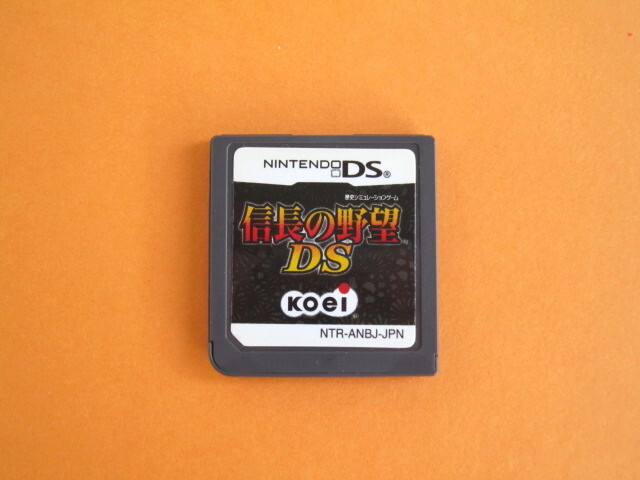 NINTENDO DS®
歴史シミュレーションゲーム
信長の野望
DS
KOEI
NTR-ANBJ-JPN